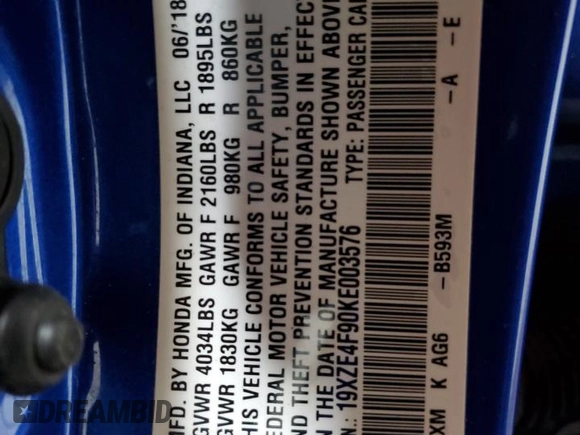 MFD. BY HONDA MFG. OF INDIANA, LLC 06/'18
GVWR 4034LBS GAWR F 2160LBS R 1895LBS
GVWR 1830KG GAWR F 980KG R 860KG
THIS VEHICLE CONFORMS TO ALL APPLICABLE
FEDERAL MOTOR VEHICLE SAFETY, BUMPER,
AND THEFT PREVENTION STANDARDS IN EFFECT
ON THE DATE OF MANUFACTURE SHOWN ABOVE
.N.: 19XZE4F90KE003576 TYPE: PASSENGER CAR
XM K AG6 -B593M -A -E
DREAMBID